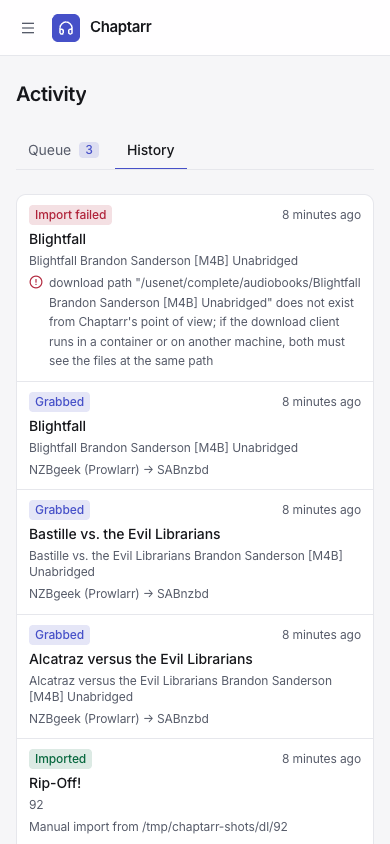 Chaptarr
Activity
Queue 3
History
Import failed
8 minutes ago
Blightfall
Blightfall Brandon Sanderson [M4B] Unabridged
download path "/usenet/complete/audiobooks/Blightfall
Brandon Sanderson [M4B] Unabridged" does not exist
from Chaptarr's point of view; if the download client
runs in a container or on another machine, both must
see the files at the same path
Grabbed
8 minutes ago
Blightfall
Blightfall Brandon Sanderson [M4B] Unabridged
NZBgeek (Prowlarr) → SABnzbd
Grabbed
8 minutes ago
Bastille vs. the Evil Librarians
Bastille vs. the Evil Librarians Brandon Sanderson [M4B]
Unabridged
NZBgeek (Prowlarr) → SABnzbd
Grabbed
8 minutes ago
Alcatraz versus the Evil Librarians
Alcatraz versus the Evil Librarians Brandon Sanderson
[M4B] Unabridged
NZBgeek (Prowlarr) → SABnzbd
Imported
8 minutes ago
Rip-Off!
92
Manual import from /tmp/chaptarr-shots/dl/92